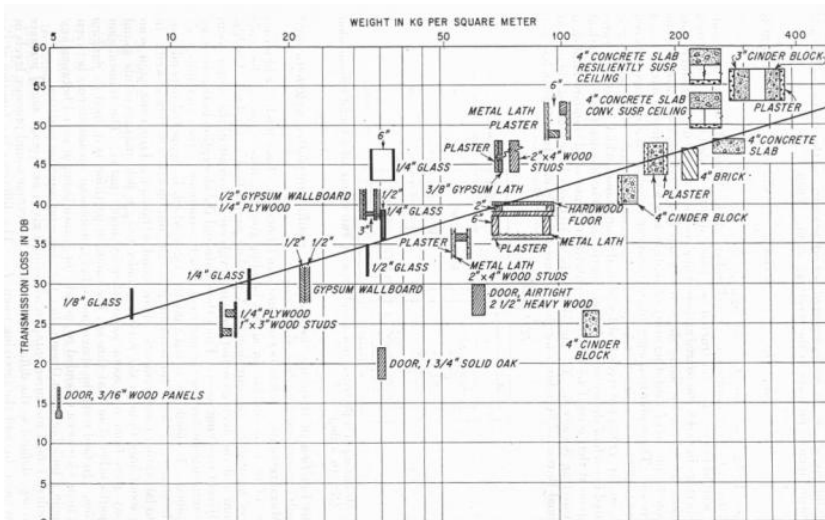 WEIGHT IN KG PER SQUARE METER
5 10 20 50 100 200 400
TRANSMISSION LOSS IN DB
60
55
50
45
40
35
30
25
20
15
10
5
4" CONCRETE SLAB
RESILIENTLY SUSP.
CEILING
3" CINDER BLOCKS
PLASTER
6"
METAL LATH
PLASTER
4" CONCRETE SLAB
CONV. SUSP. CEILING
6"
1/4" GLASS
PLASTER
2" x 4" WOOD
STUDS
3/8" GYPSUM LATH
4" CONCRETE
SLAB
4" BRICK
PLASTER
4" CINDER BLOCK
1/2" GYPSUM WALLBOARD
1/4" PLYWOOD
1/2"
3"
1/4" GLASS
2"
6"
HARDWOOD
FLOOR
METAL LATH
PLASTER
PLASTER
METAL LATH
2" x 4" WOOD STUDS
1/2" 1/2"
GYPSUM WALLBOARD
1/2" GLASS
1/4" GLASS
1/8" GLASS
1/4" PLYWOOD
1" x 3" WOOD STUDS
DOOR, AIRTIGHT
2 1/2" HEAVY WOOD
4" CINDER
BLOCK
DOOR, 1 3/4" SOLID OAK
DOOR, 3/16" WOOD PANELS